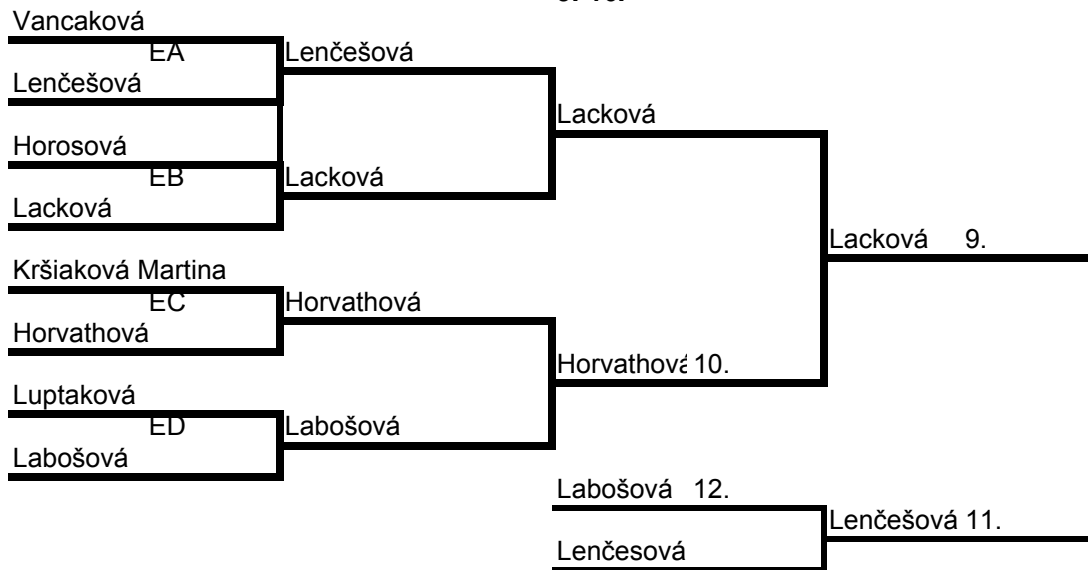 Vancaková
EA
Lenčešová
Lenčešová
Horosová
EB
Lacková
Lacková
Lacková
Kršiaková Martina
EC
Horvathová
Horvathová
Luptaková
ED
Labošová
Labošová
Horvathová 10.
Lacková 9.
Labošová 12.
Lenčesová
Lenčešová 11.